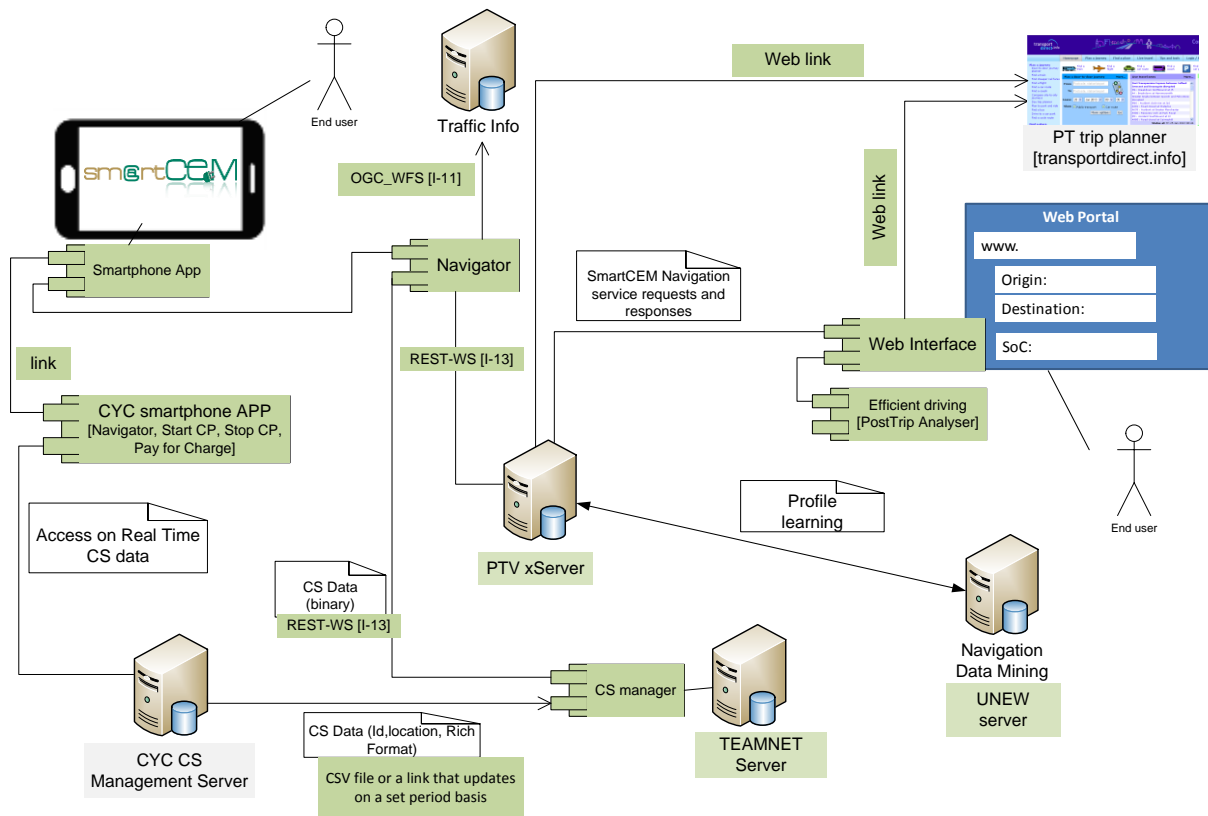 End user
smartCEM
Traffic Info
Web link
transport
PT trip planner
[transportdirect.info]
OGC_WFS [I-11]
Web link
Web Portal
www.
Origin:
Destination:
SoC:
Smartphone App
Navigator
SmartCEM Navigation
service requests and
responses
Web Interface
link
REST-WS [I-13]
CYC smartphone APP
[Navigator, Start CP, Stop CP,
Pay for Charge]
Efficient driving
[PostTrip Analyser]
End user
Access on Real Time
CS data
Profile
learning
PTV xServer
CS Data
(binary)
REST-WS [I-13]
Navigation
Data Mining
UNEW
server
CS manager
CYC CS
Management Server
CS Data (Id,location, Rich
Format)
CSV file or a link that updates
on a set period basis
TEAMNET
Server